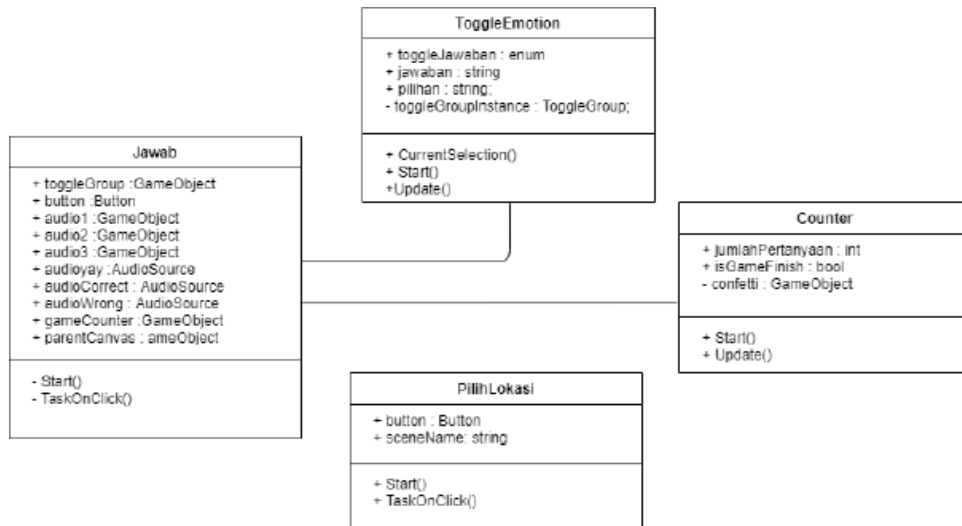 ToggleEmotion
+ toggleJawaban : enum
+ jawaban : string
+ pilihan : string;
- toggleGroupInstance : ToggleGroup;
+ CurrentSelection()
+ Start()
+Update()
Jawab
+ toggleGroup :GameObject
+ button :Button
+ audio1 :GameObject
+ audio2 :GameObject
+ audio3 :GameObject
+ audioyay : AudioSource
+ audioCorrect : AudioSource
+ audioWrong : AudioSource
+ gameCounter :GameObject
+ parentCanvas : ameObject
- Start()
- TaskOnClick()
Counter
+ jumlahPertanyaan : int
+ isGameFinish : bool
- confetti : GameObject
+ Start()
+ Update()
PilihLokasi
+ button : Button
+ sceneName: string
+ Start()
+ TaskOnClick()